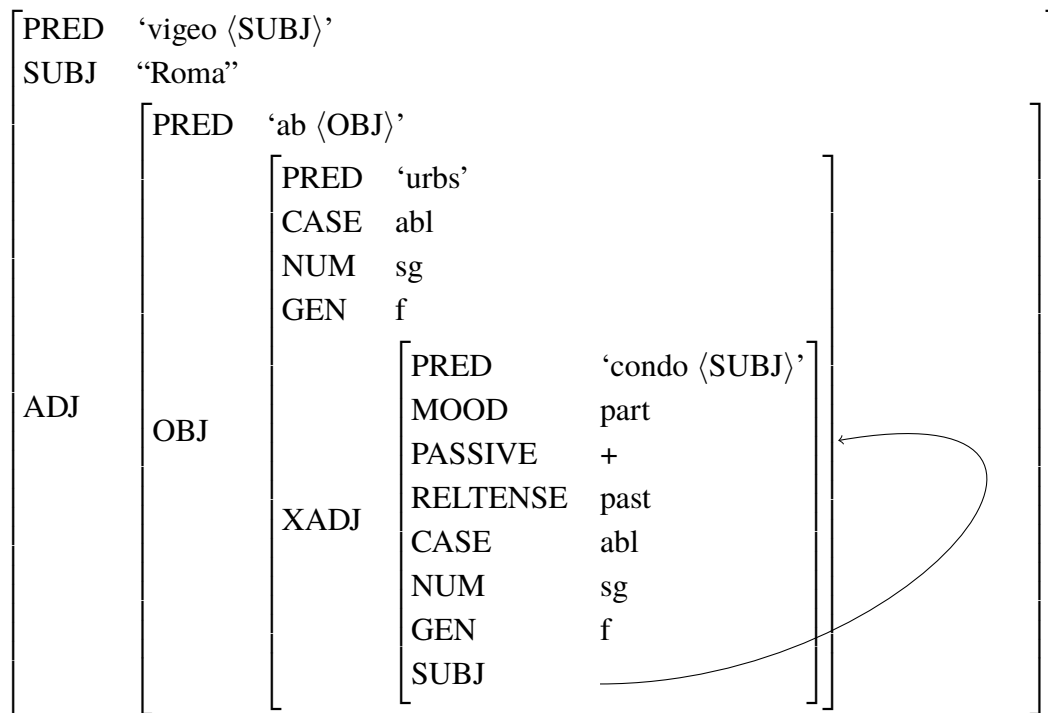 PRED ‘vigeo ⟨SUBJ⟩’
SUBJ “Roma”
PRED ‘ab ⟨OBJ⟩’
PRED ‘urbs’
CASE abl
NUM sg
GEN f
PRED ‘condo ⟨SUBJ⟩’
ADJ
MOOD part
OBJ
PASSIVE +
RELTENSE past
XADJ
CASE abl
NUM sg
GEN f
SUBJ